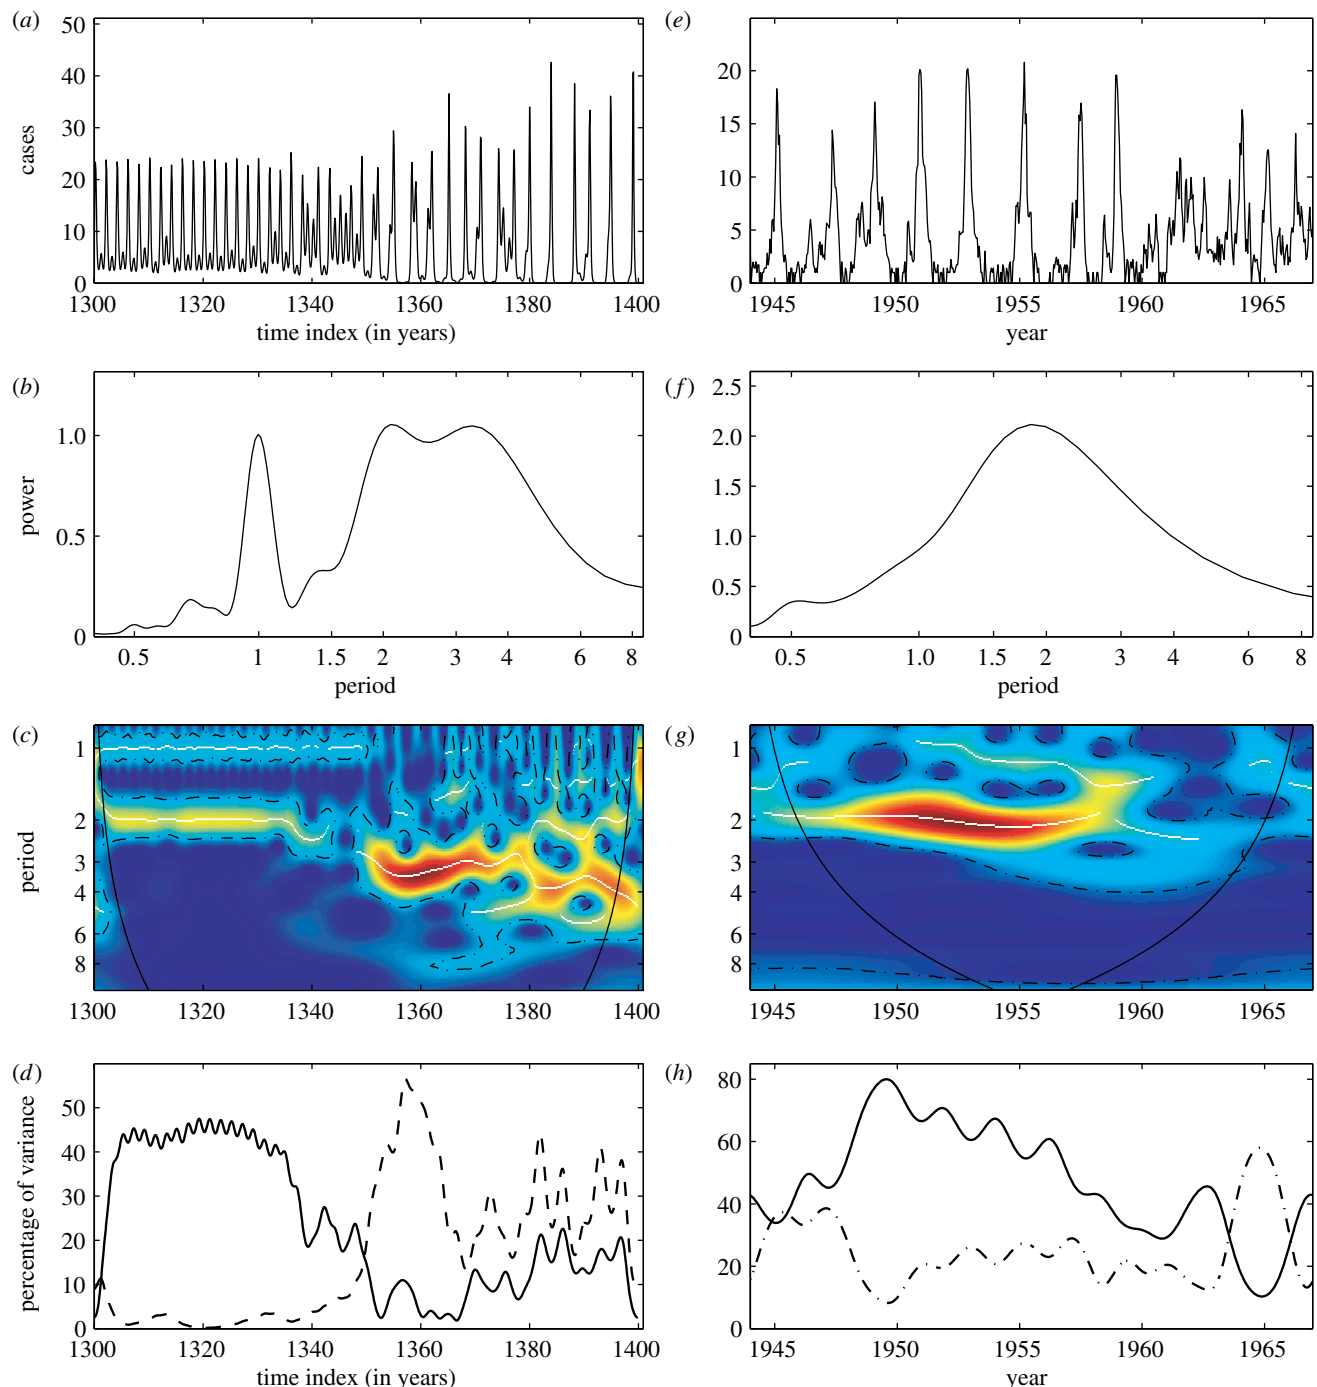 (a)
50
40
30
20
10
0
cases
1300 1320 1340 1360 1380 1400
time index (in years)
(e)
20
15
10
5
0
1945 1950 1955 1960 1965
year
(b)
1.0
0.5
0
power
0.5 1 1.5 2 3 4 6 8
period
(f)
2.5
2.0
1.5
1.0
0.5
0
0.5 1.0 1.5 2 3 4 6 8
period
(c)
1
2
3
4
6
8
period
1300 1320 1340 1360 1380 1400
(g)
1
2
3
4
6
8
1945 1950 1955 1960 1965
(d)
50
40
30
20
10
0
percentage of variance
1300 1320 1340 1360 1380 1400
time index (in years)
(h)
80
60
40
20
0
1945 1950 1955 1960 1965
year